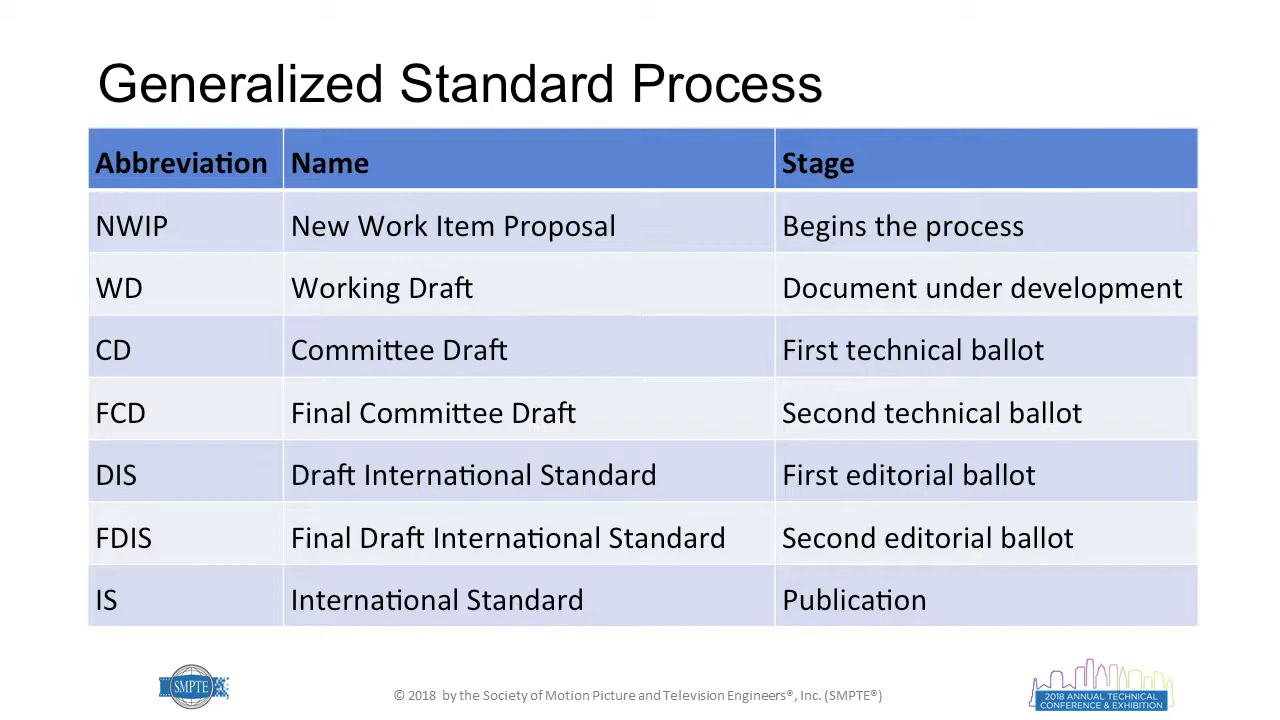 Generalized Standard Process
Abbreviation Name Stage
NWIP New Work Item Proposal Begins the process
WD Working Draft Document under development
CD Committee Draft First technical ballot
FCD Final Committee Draft Second technical ballot
DIS Draft International Standard First editorial ballot
FDIS Final Draft International Standard Second editorial ballot
IS International Standard Publication
SMPTE
© 2018 by the Society of Motion Picture and Television Engineers®, Inc. (SMPTE®)
2018 ANNUAL TECHNICAL
CONFERENCE & EXHIBITION